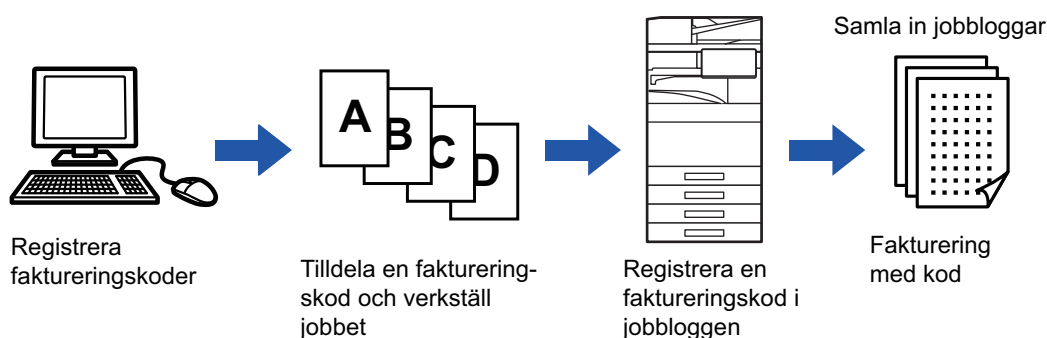 Samla in jobbloggar
A
B
C
D
Registrera
faktureringskoder
Tilldela en fakturering-
skod och verkställ
jobbet
Registrera en
faktureringskod i
jobbloggen
Fakturering
med kod